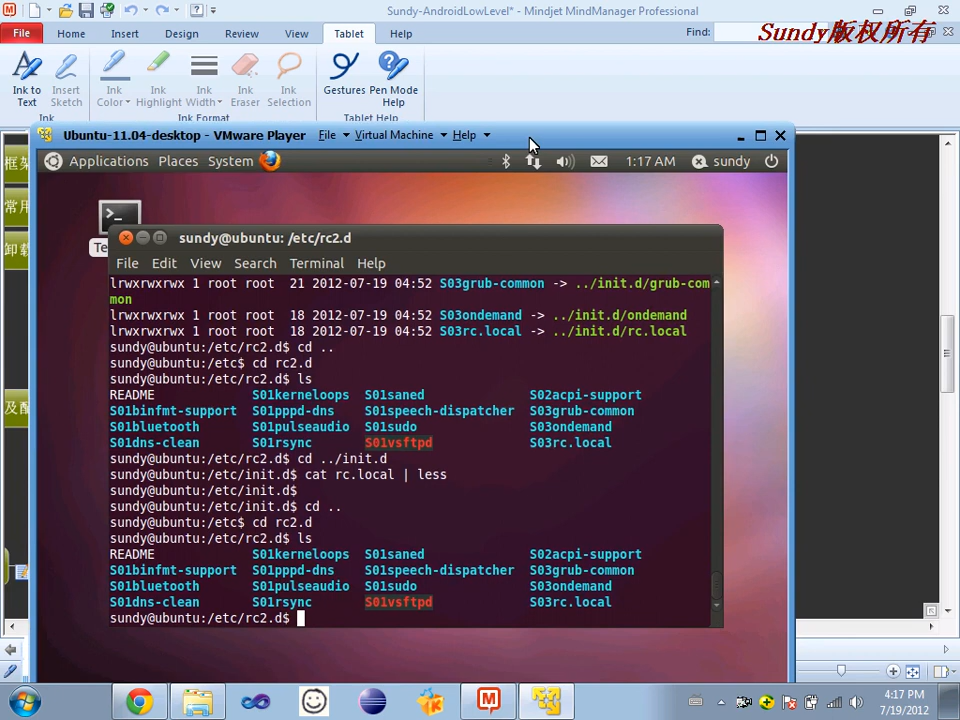 Sundy-AndroidLowLevel* - Mindjet MindManager Professional
File Home Insert Design Review View Tablet Help Find:
Sundy版权所有
Ink to Text
Insert Sketch
Ink Color
Ink Highlight
Ink Width
Ink Eraser
Ink Selection
Gestures
Pen Mode Help
Ink
Ink Format
Tablet Help
Ubuntu-11.04-desktop - VMware Player File Virtual Machine Help
框架
常用
卸载
Applications Places System 1:17 AM sundy
Te
sundy@ubuntu: /etc/rc2.d
File Edit View Search Terminal Help
lrwxrwxrwx 1 root root 21 2012-07-19 04:52 S03grub-common -> ../init.d/grub-com
mon
lrwxrwxrwx 1 root root 18 2012-07-19 04:52 S03ondemand -> ../init.d/ondemand
lrwxrwxrwx 1 root root 18 2012-07-19 04:52 S03rc.local -> ../init.d/rc.local
sundy@ubuntu:/etc/rc2.d$ cd ..
sundy@ubuntu:/etc$ cd rc2.d
sundy@ubuntu:/etc/rc2.d$ ls
README S01kerneloops S01saned S02acpi-support
S01binfmt-support S01pppd-dns S01speech-dispatcher S03grub-common
S01bluetooth S01pulseaudio S01sudo S03ondemand
S01dns-clean S01rsync S01vsftpd S03rc.local
sundy@ubuntu:/etc/rc2.d$ cd ../init.d
sundy@ubuntu:/etc/init.d$ cat rc.local | less
sundy@ubuntu:/etc/init.d$
sundy@ubuntu:/etc/init.d$ cd ..
sundy@ubuntu:/etc$ cd rc2.d
sundy@ubuntu:/etc/rc2.d$ ls
README S01kerneloops S01saned S02acpi-support
S01binfmt-support S01pppd-dns S01speech-dispatcher S03grub-common
S01bluetooth S01pulseaudio S01sudo S03ondemand
S01dns-clean S01rsync S01vsftpd S03rc.local
sundy@ubuntu:/etc/rc2.d$
4:17 PM
7/19/2012